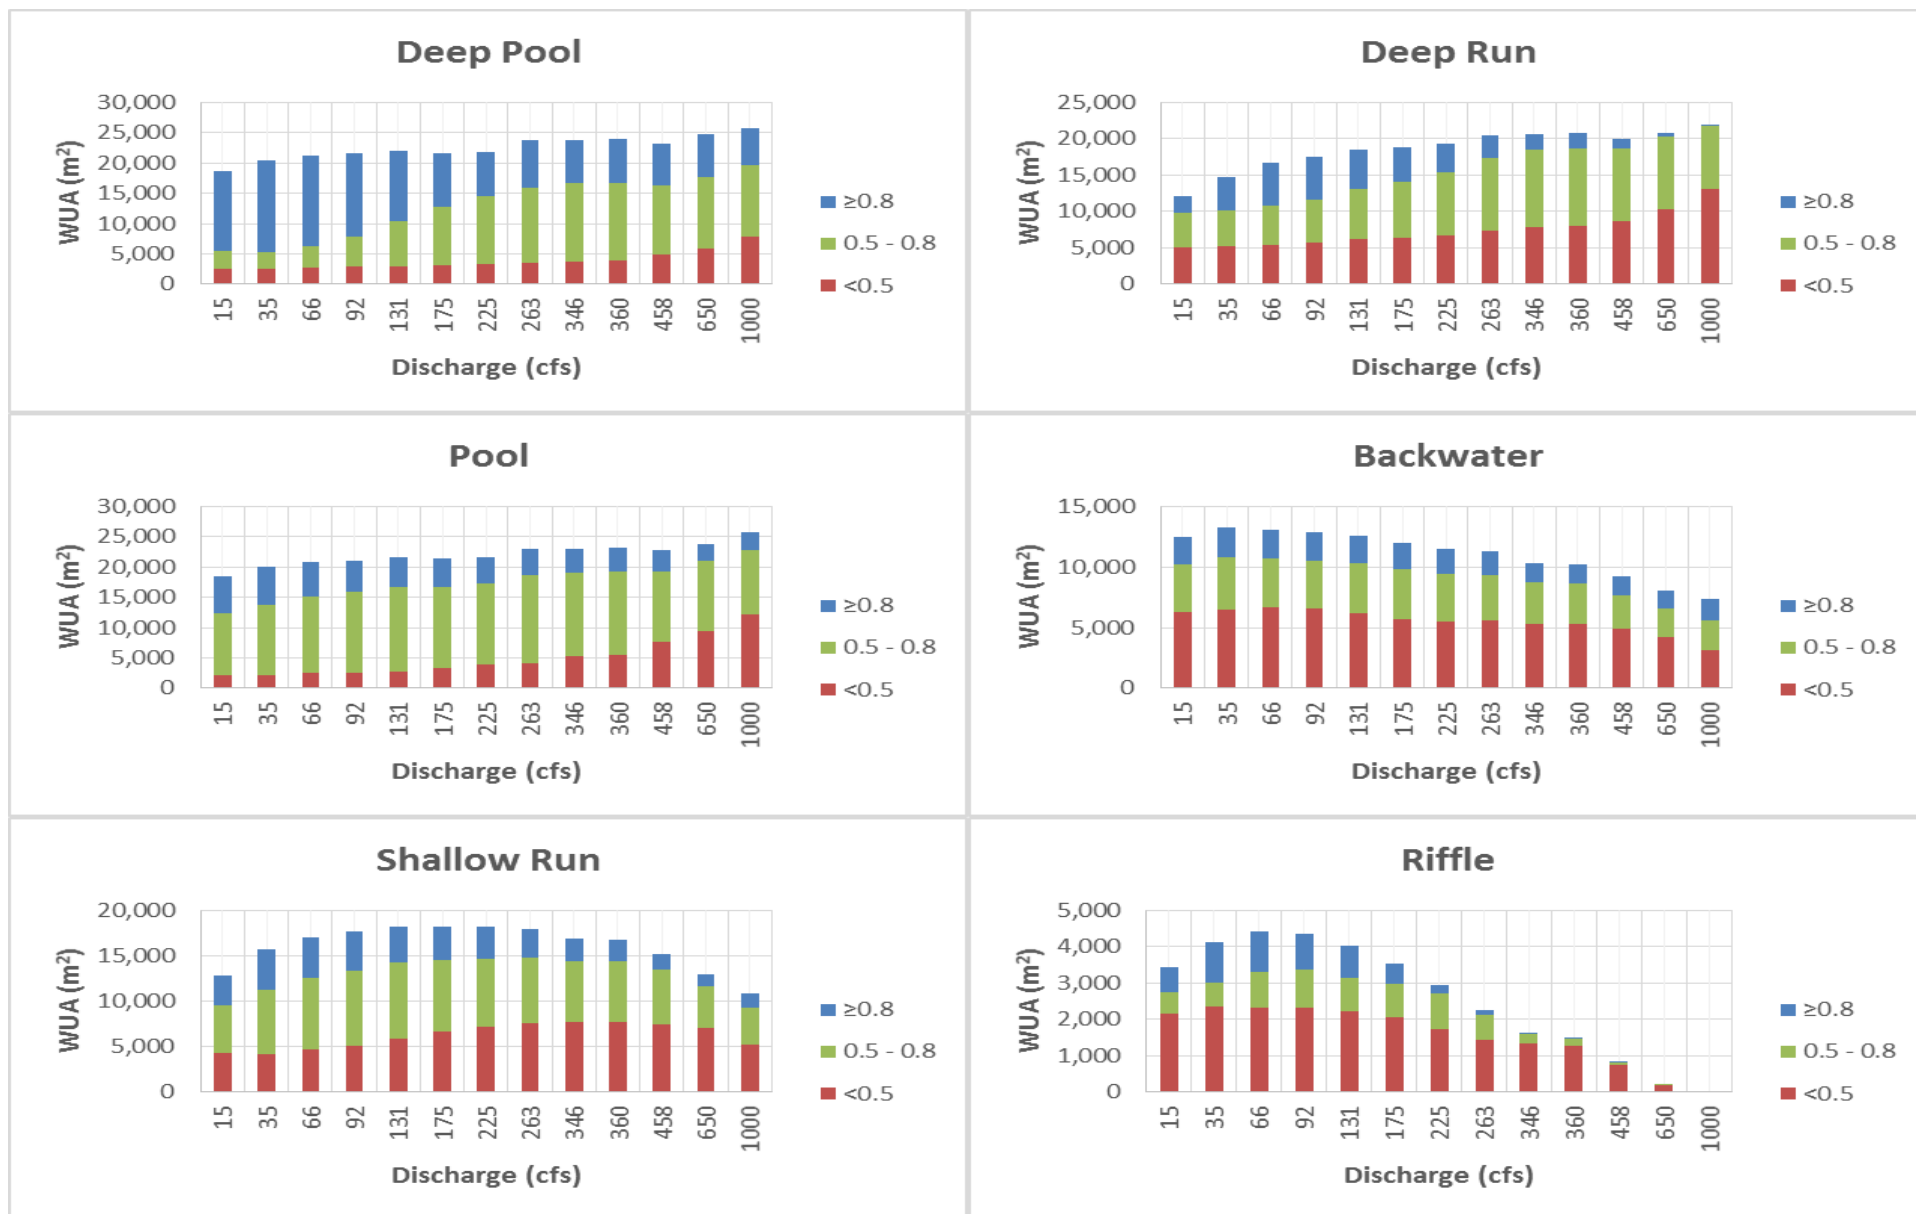 Deep Pool
30,000
25,000
20,000
15,000
10,000
5,000
0
WUA (m²)
15 35 66 92 131 175 225 263 346 360 458 650 1000
Discharge (cfs)
≥0.8
0.5 - 0.8
<0.5
Deep Run
25,000
20,000
15,000
10,000
5,000
0
WUA (m²)
15 35 66 92 131 175 225 263 346 360 458 650 1000
Discharge (cfs)
≥0.8
0.5 - 0.8
<0.5
Pool
30,000
25,000
20,000
15,000
10,000
5,000
0
WUA (m²)
15 35 66 92 131 175 225 263 346 360 458 650 1000
Discharge (cfs)
≥0.8
0.5 - 0.8
<0.5
Backwater
15,000
10,000
5,000
0
WUA (m²)
15 35 66 92 131 175 225 263 346 360 458 650 1000
Discharge (cfs)
≥0.8
0.5 - 0.8
<0.5
Shallow Run
20,000
15,000
10,000
5,000
0
WUA (m²)
15 35 66 92 131 175 225 263 346 360 458 650 1000
Discharge (cfs)
≥0.8
0.5 - 0.8
<0.5
Riffle
5,000
4,000
3,000
2,000
1,000
0
WUA (m²)
15 35 66 92 131 175 225 263 346 360 458 650 1000
Discharge (cfs)
≥0.8
0.5 - 0.8
<0.5